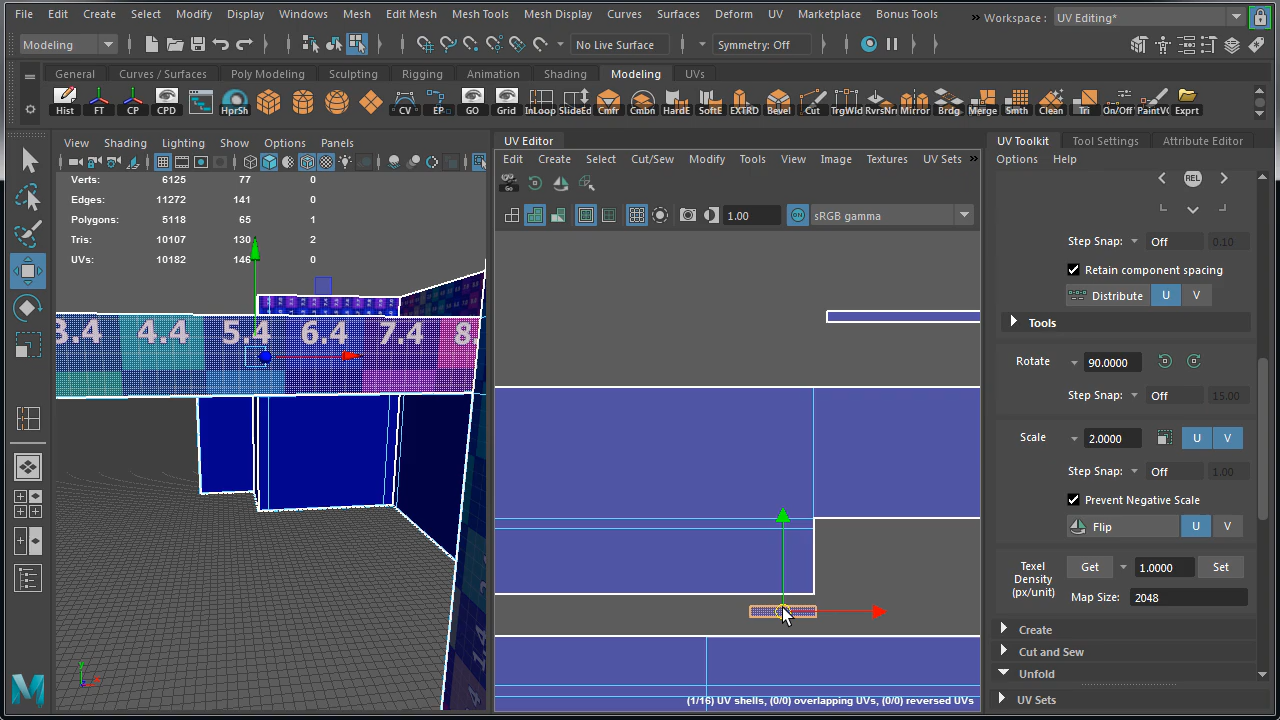 File Edit Create Select Modify Display Windows Mesh Edit Mesh Mesh Tools Mesh Display Curves Surfaces Deform UV Marketplace Bonus Tools » Workspace : UV Editing*
Modeling No Live Surface Symmetry: Off
General Curves / Surfaces Poly Modeling Sculpting Rigging Animation Shading Modeling UVs
Hist FT CP CPD HprSh CV EP GO Grid InLoop SlideEd Cmfr Cmbn HardE SoftE EXTRD Bevel Cut RvrsNr Mirror Brdg Merge Smth Clean Tri On/Off PaintV Exprt
View Shading Lighting Show Options Panels
Verts: 6125 77 0
Edges: 11272 141 0
Polygons: 5118 65 1
Tris: 10107 130 2
UVs: 10182 146 0
3.4 4.4 5.4 6.4 7.4 8.
UV Editor
Edit Create Select Cut/Sew Modify Tools View Image Textures UV Sets »
Go
1.00 ON sRGB gamma
(1/16) UV shells, (0/0) overlapping UVs, (0/0) reversed UVs
UV Toolkit Tool Settings Attribute Editor
Options Help
REL
Step Snap: Off 0.10
Retain component spacing
Distribute U V
Tools
Rotate 90.0000
Step Snap: Off 15.00
Scale 2.0000 U V
Step Snap: Off 1.00
Prevent Negative Scale
Flip U V
Texel Density (px/unit) Get 1.0000 Set
Map Size: 2048
Create
Cut and Sew
Unfold
UV Sets